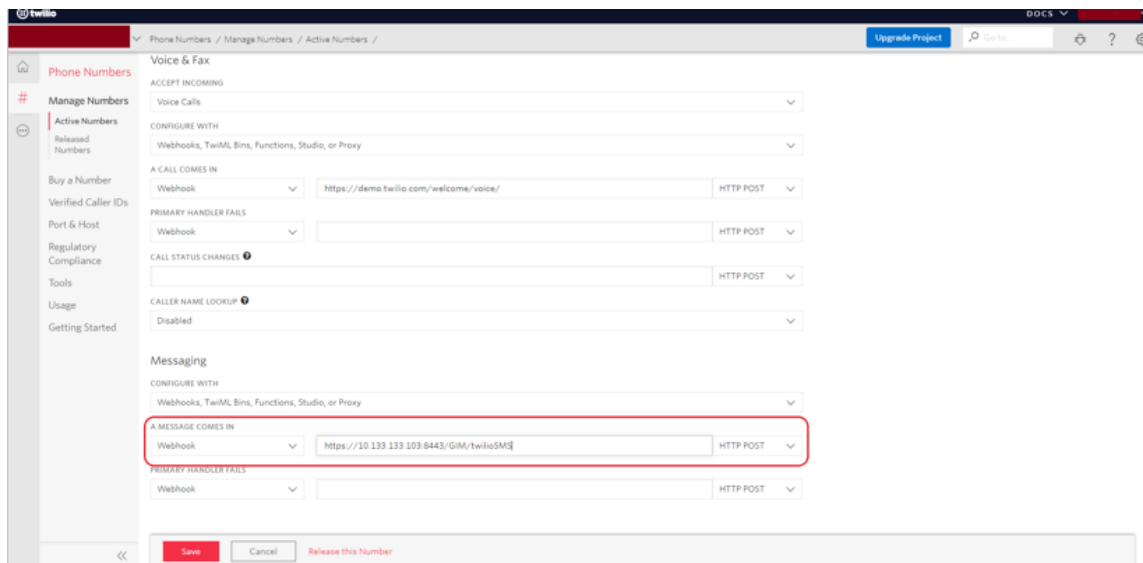 twilio
DOCS
Phone Numbers / Manage Numbers / Active Numbers /
Upgrade Project
Go to...
Phone Numbers
Manage Numbers
Active Numbers
Released
Numbers
Buy a Number
Verified Caller IDs
Port & Host
Regulatory
Compliance
Tools
Usage
Getting Started
Voice & Fax
ACCEPT INCOMING
Voice Calls
CONFIGURE WITH
Webhooks, TwiML Bins, Functions, Studio, or Proxy
A CALL COMES IN
Webhook https://demo.twilio.com/welcome/voice/ HTTP POST
PRIMARY HANDLER FAILS
Webhook HTTP POST
CALL STATUS CHANGES ?
HTTP POST
CALLER NAME LOOKUP ?
Disabled
Messaging
CONFIGURE WITH
Webhooks, TwiML Bins, Functions, Studio, or Proxy
A MESSAGE COMES IN
Webhook https://10.133.133.103:8443/GIM/twilioSMS HTTP POST
PRIMARY HANDLER FAILS
Webhook HTTP POST
Save Cancel Release this Number